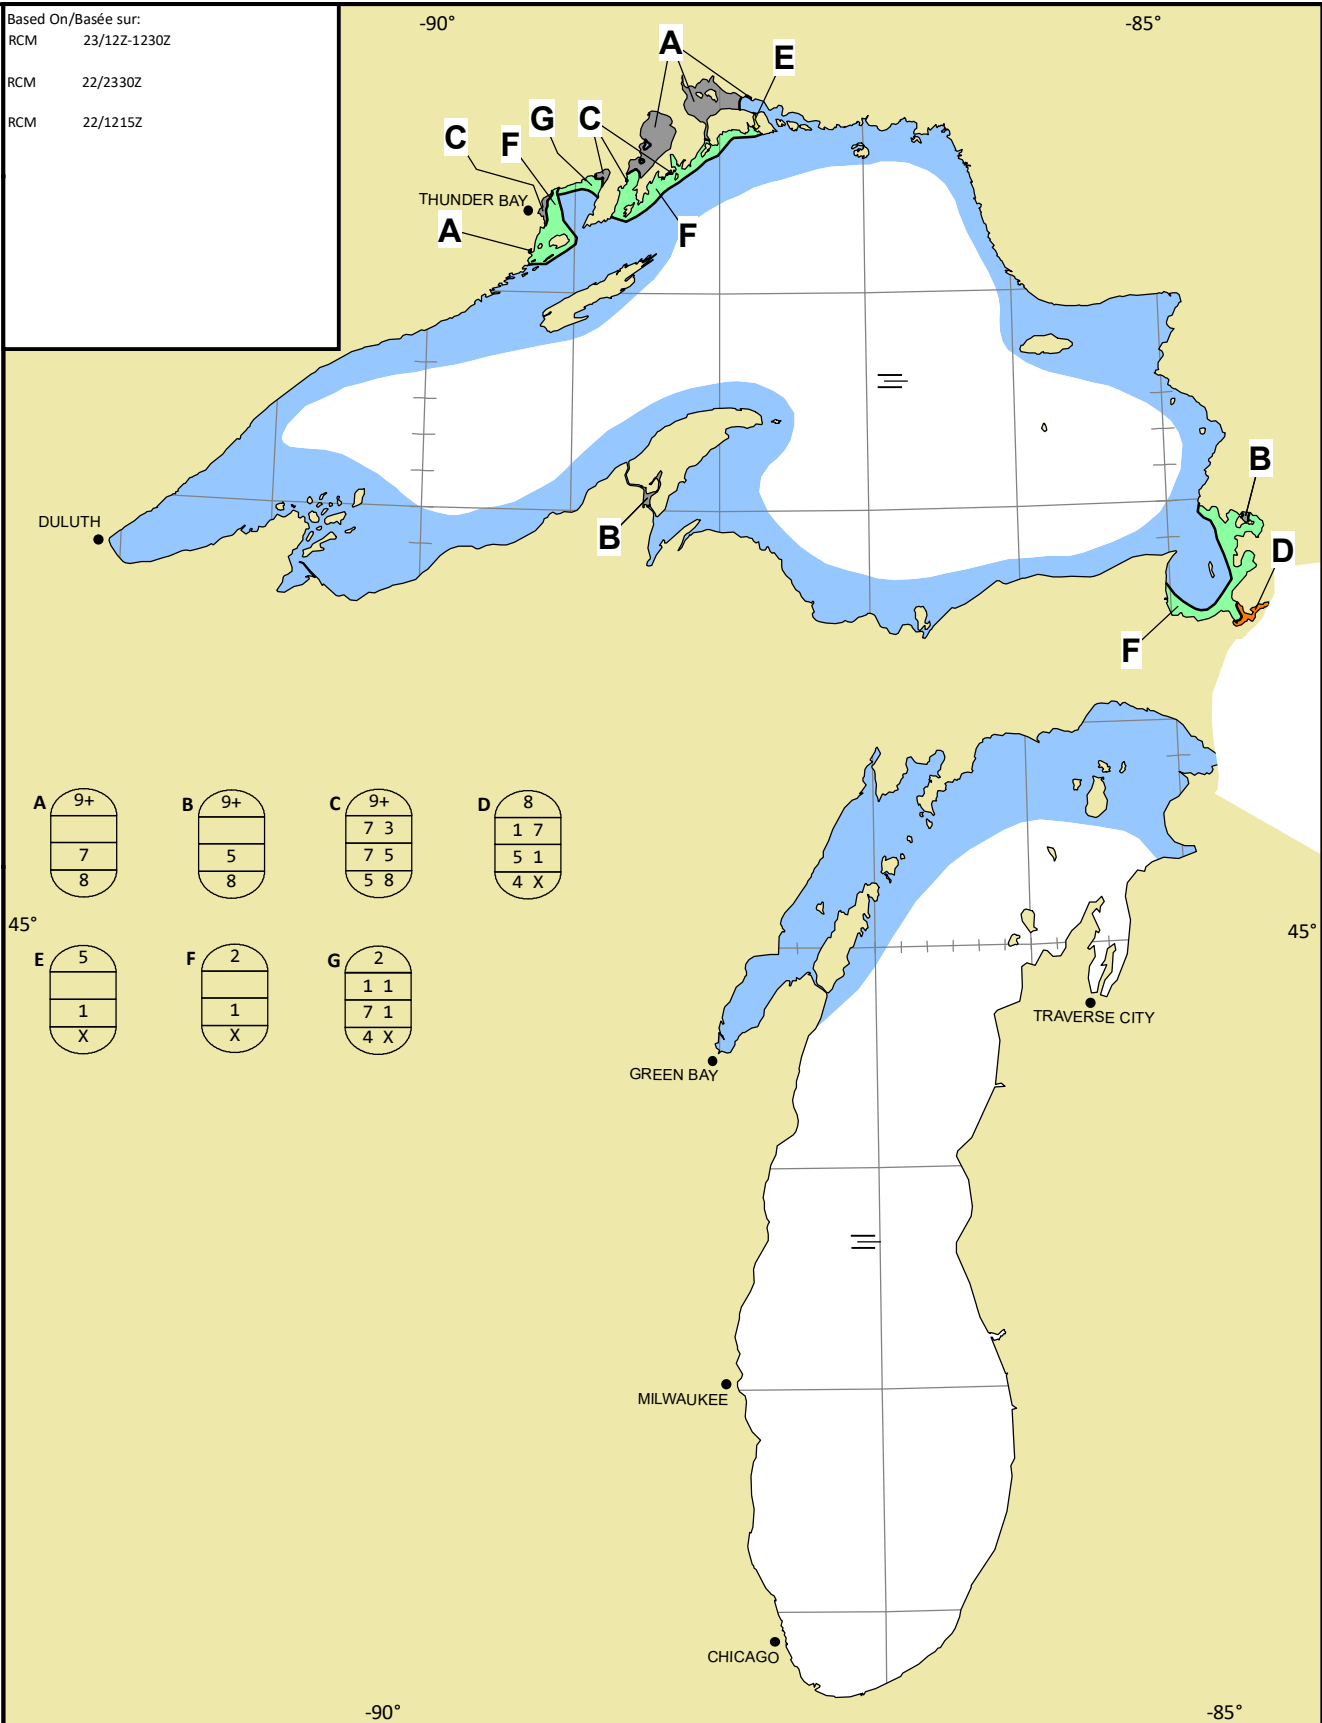 Based On/Basée sur:
RCM 23/12Z-1230Z
RCM 22/2330Z
RCM 22/1215Z
-90°
-85°
A
E
G
C
C
F
THUNDER BAY
A
F
B
DULUTH
B
D
F
A 9+
7
8
B 9+
5
8
C 9+
7 3
7 5
5 8
D 8
1 7
5 1
4 X
45°
45°
E 5
1
X
F 2
1
X
G 2
1 1
7 1
4 X
TRAVERSE CITY
GREEN BAY
MILWAUKEE
CHICAGO
-90°
-85°